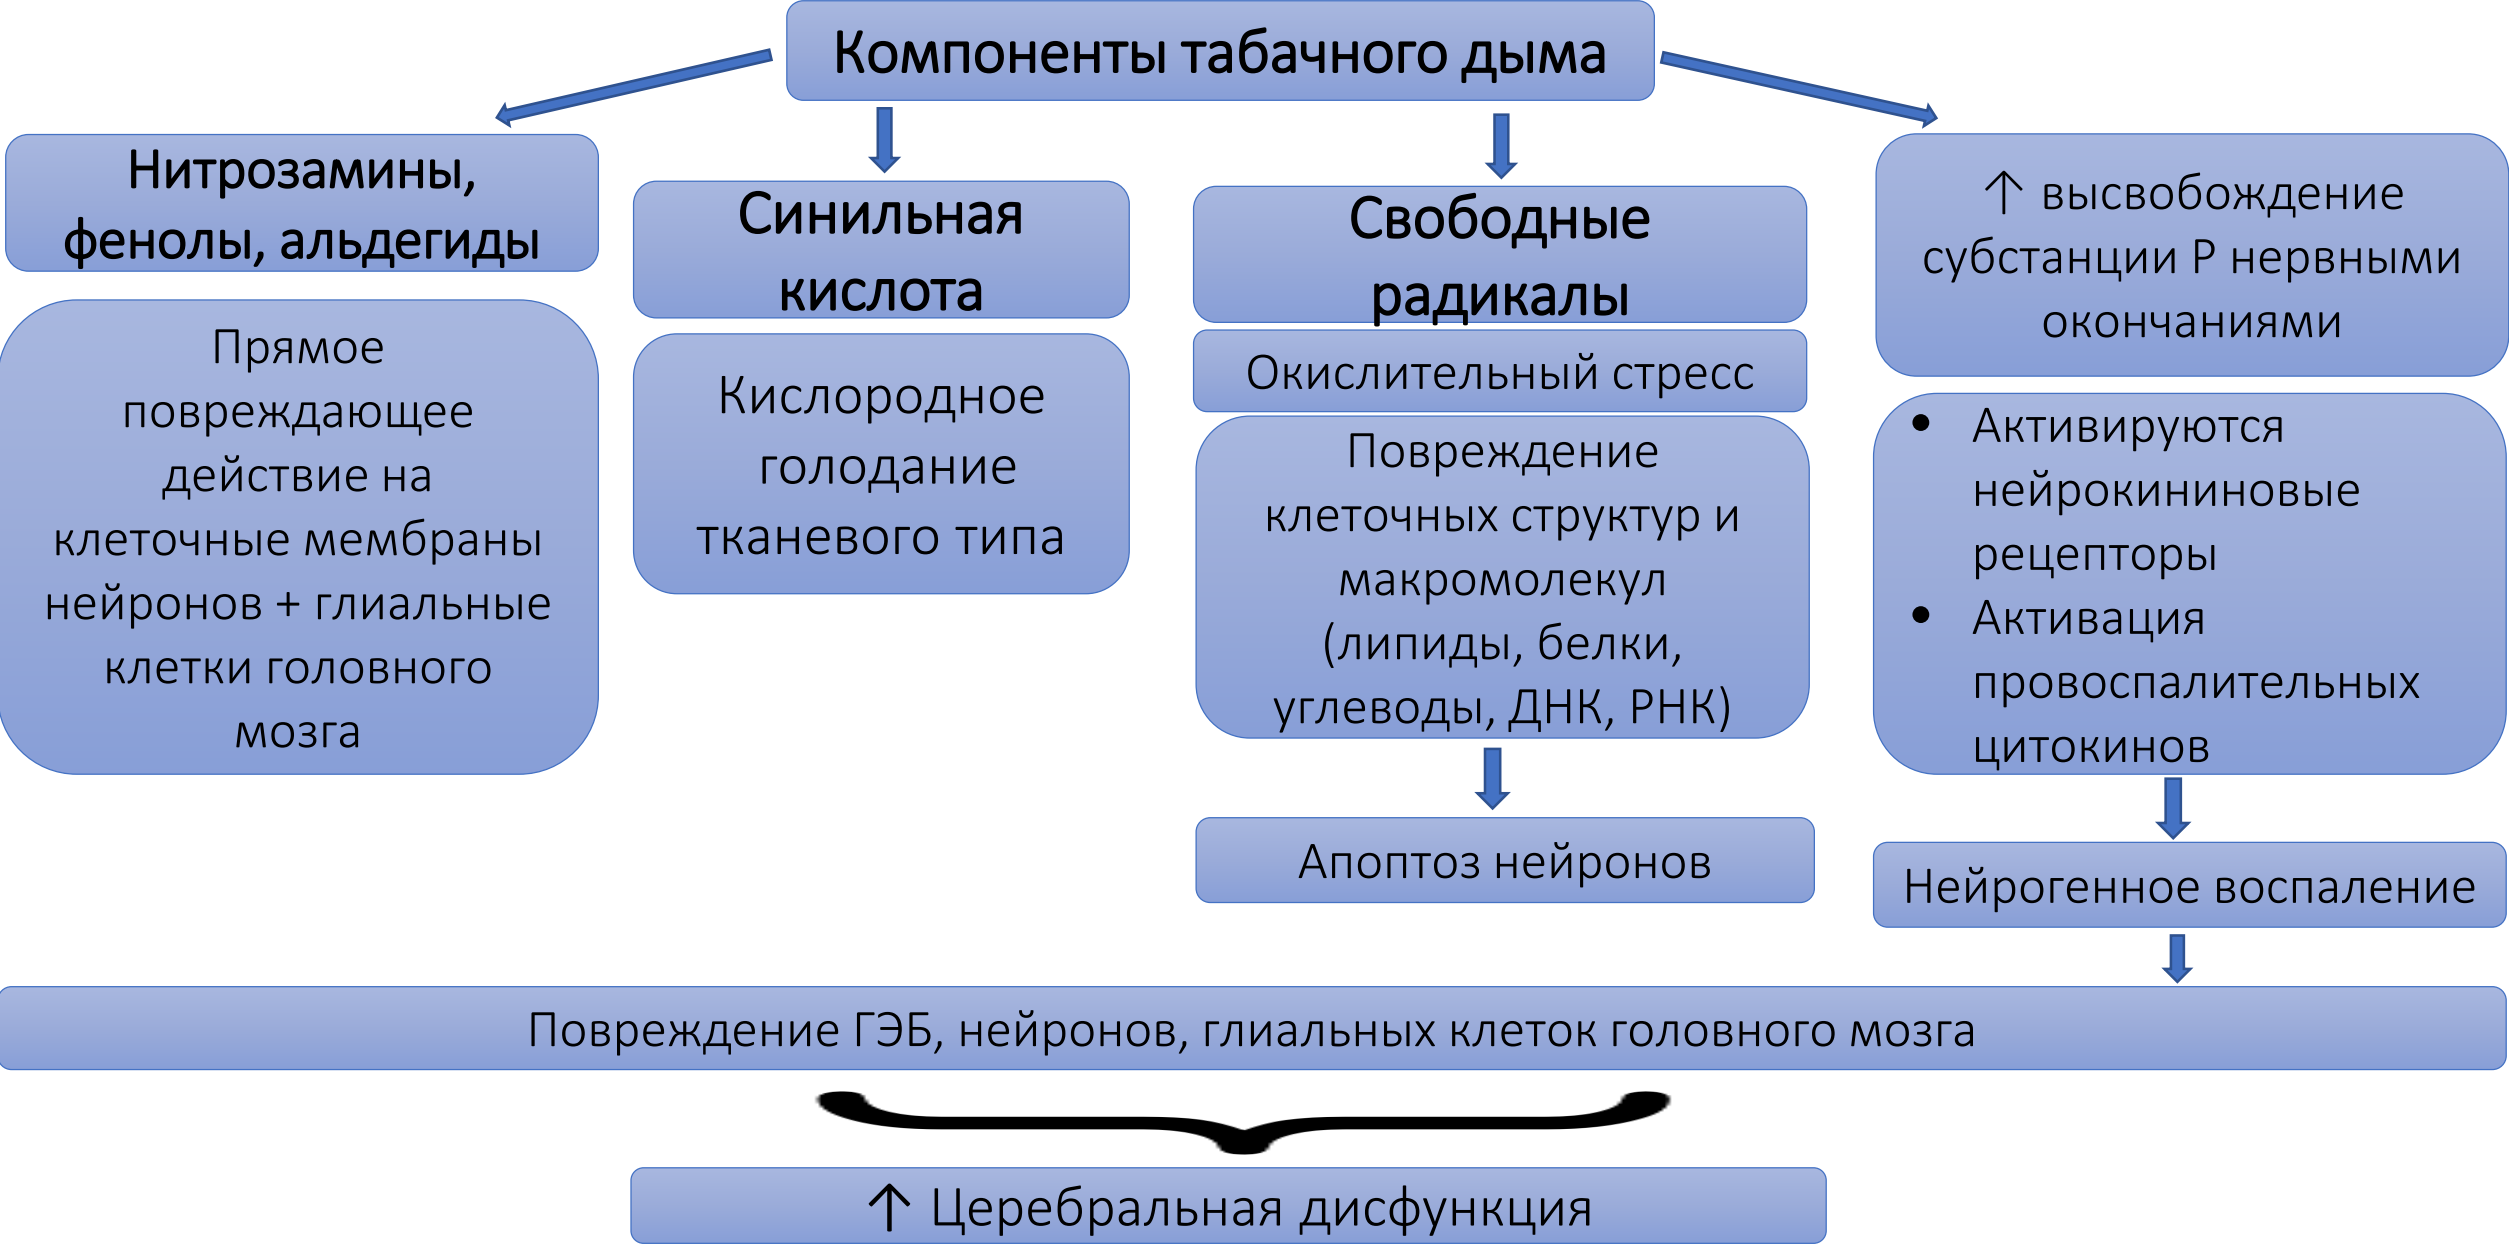 Компоненты табачного дыма
Нитрозамины,
фенолы, альдегиды
Прямое
повреждающее
действие на
клеточные мембраны
нейронов + глиальные
клетки головного
мозга
Синильная
кислота
Кислородное
голодание
тканевого типа
Свободные
радикалы
Окислительный стресс
Повреждение
клеточных структур и
макромолекул
(липиды, белки,
углеводы, ДНК, РНК)
Апоптоз нейронов
↑ высвобождение
субстанции Р нервными
окончаниями
• Активируются
нейрокининовые
рецепторы
• Активация
провоспалительных
цитокинов
Нейрогенное воспаление
Повреждение ГЭБ, нейронов, глиальных клеток головного мозга
↑ Церебральная дисфункция